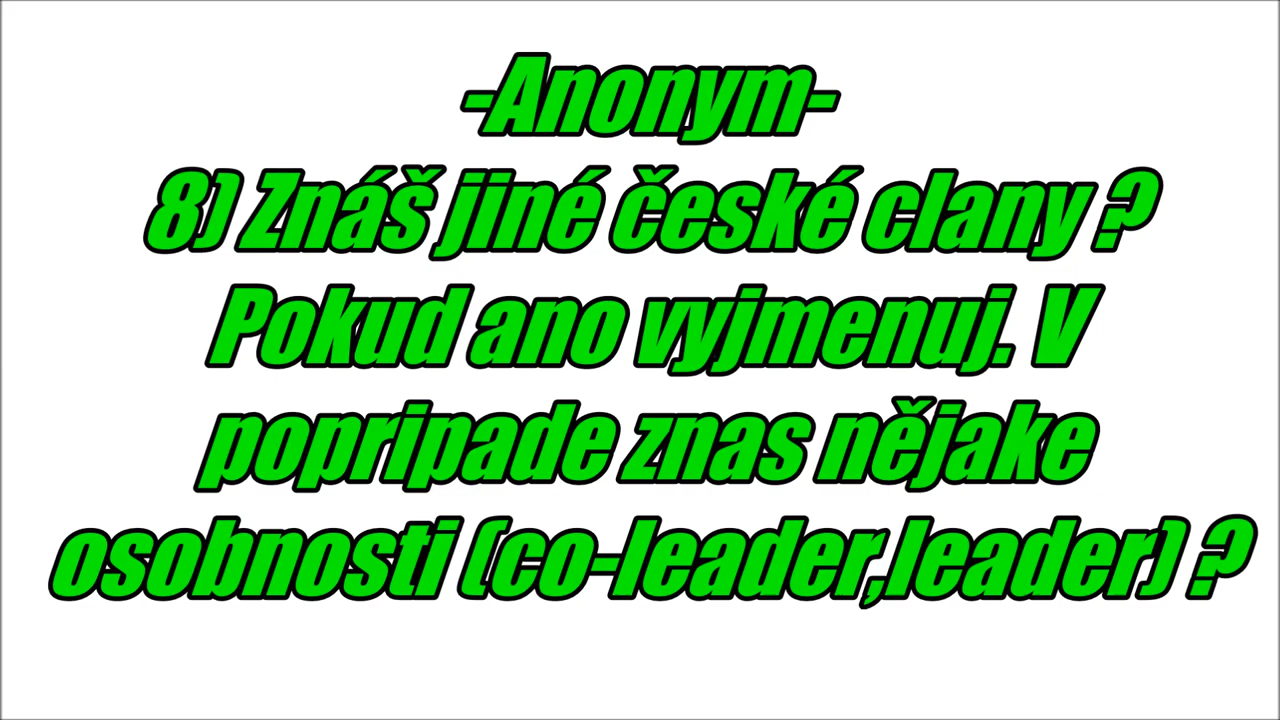 -Anonym-
8) Znáš jiné české clany ?
Pokud ano vyjmenuj. V
popripade znas nějake
osobnosti (co-leader,leader) ?